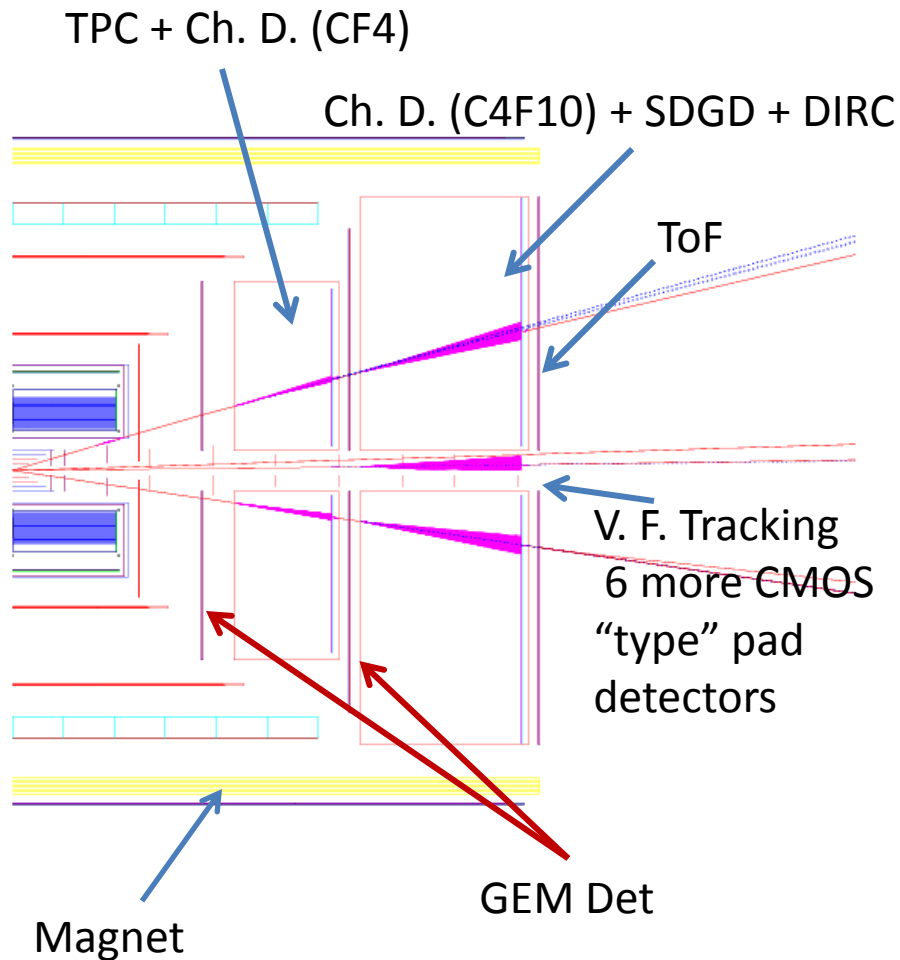 TPC + Ch. D. (CF4)
Ch. D. (C4F10) + SDGD + DIRC
ToF
V. F. Tracking
6 more CMOS
“type” pad
detectors
GEM Det
Magnet